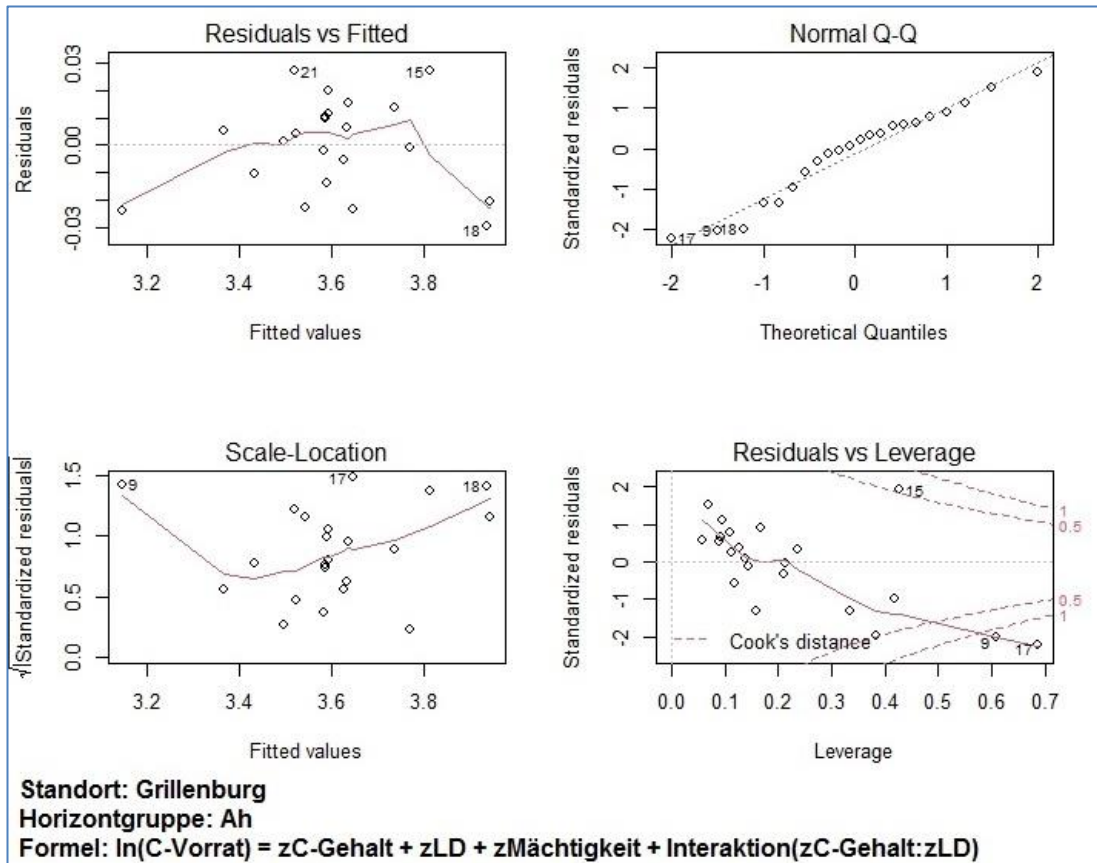 Residuals vs Fitted
Residuals
0.03
0.00
-0.03
21
15
18
3.2 3.4 3.6 3.8
Fitted values
Normal Q-Q
Standardized residuals
2
1
0
-1
-2
17
9
18
-2 -1 0 1 2
Theoretical Quantiles
Scale-Location
√|Standardized residuals|
1.5
1.0
0.5
0.0
9
17
18
3.2 3.4 3.6 3.8
Fitted values
Residuals vs Leverage
Standardized residuals
2
1
0
-1
-2
15
1
0.5
0.5
1
Cook's distance
9
17
0.0 0.1 0.2 0.3 0.4 0.5 0.6 0.7
Leverage
Standort: Grillenburg
Horizontgruppe: Ah
Formel: ln(C-Vorrat) = zC-Gehalt + zLD + zMächtigkeit + Interaktion(zC-Gehalt:zLD)